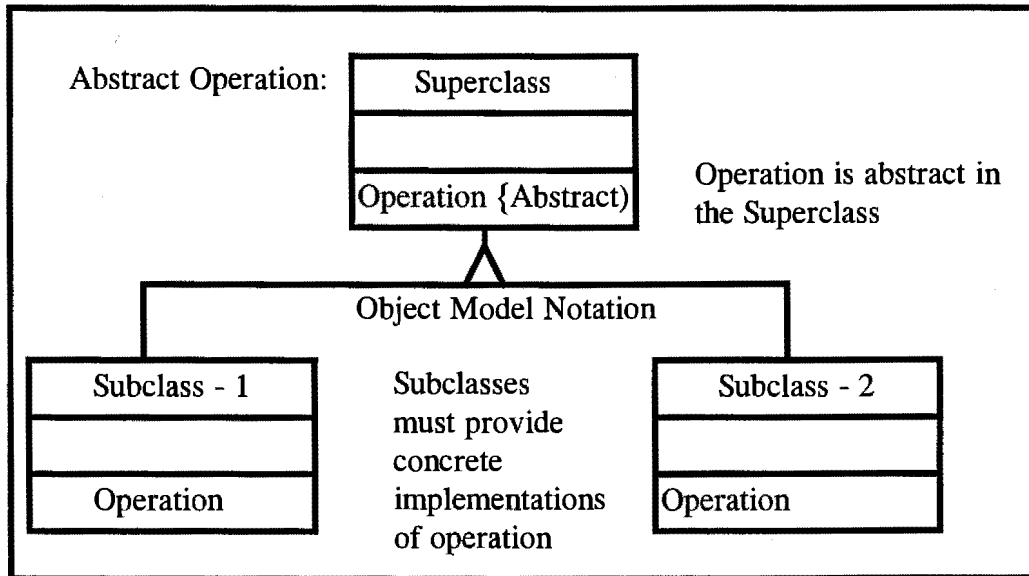 Abstract Operation:
Superclass
Operation {Abstract)
Operation is abstract in
the Superclass
Object Model Notation
Subclass - 1
Operation
Subclasses
must provide
concrete
implementations
of operation
Subclass - 2
Operation